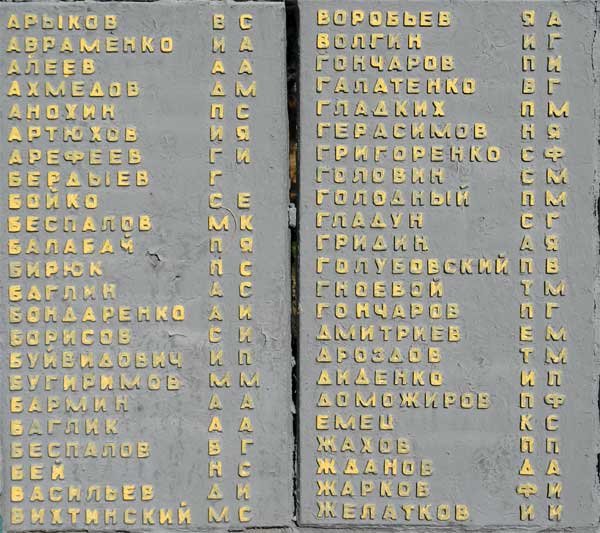 АРЫКОВ В С
АВРАМЕНКО И А
АЛЕЕВ А А
АХМЕДОВ Д М
АНОХИН П С
АРТЮХОВ И Я
АРЕФЕЕВ Г И
БЕРДЫЕВ Г
БОЙКО С Е
БЕСПАЛОВ М К
БАЛАБАЙ П Я
БИРЮК Н С
БАГЛИН А С
БОНДАРЕНКО А И
БОРИСОВ С И
БУЙВИДОВИЧ И П
БУГИРИМОВ М М
БАРМИН А А
БАГЛИК А А
БЕСПАЛОВ В Г
БЕЙ Н С
ВАСИЛЬЕВ Д И
ВИХТИНСКИЙ М С
ВОРОБЬЕВ Я А
ВОЛГИН И Г
ГОНЧАРОВ П И
ГАЛАТЕНКО В Г
ГЛАДКИХ П М
ГЕРАСИМОВ Н Я
ГРИГОРЕНКО С Ф
ГОЛОВИН С М
ГОЛОДНЫЙ П М
ГЛАДУН С Г
ГРИДИН А Я
ГОЛУБОВСКИЙ П В
ГНОЕВОЙ Т М
ГОНЧАРОВ П Г
ДМИТРИЕВ Е М
ДРОЗДОВ Т М
ДИДЕНКО И П
ДОМОЖИРОВ П Ф
ЕМЕЦ К С
ЖАХОВ П П
ЖДАНОВ Д А
ЖАРКОВ Ф И
ЖЕЛАТКОВ И И